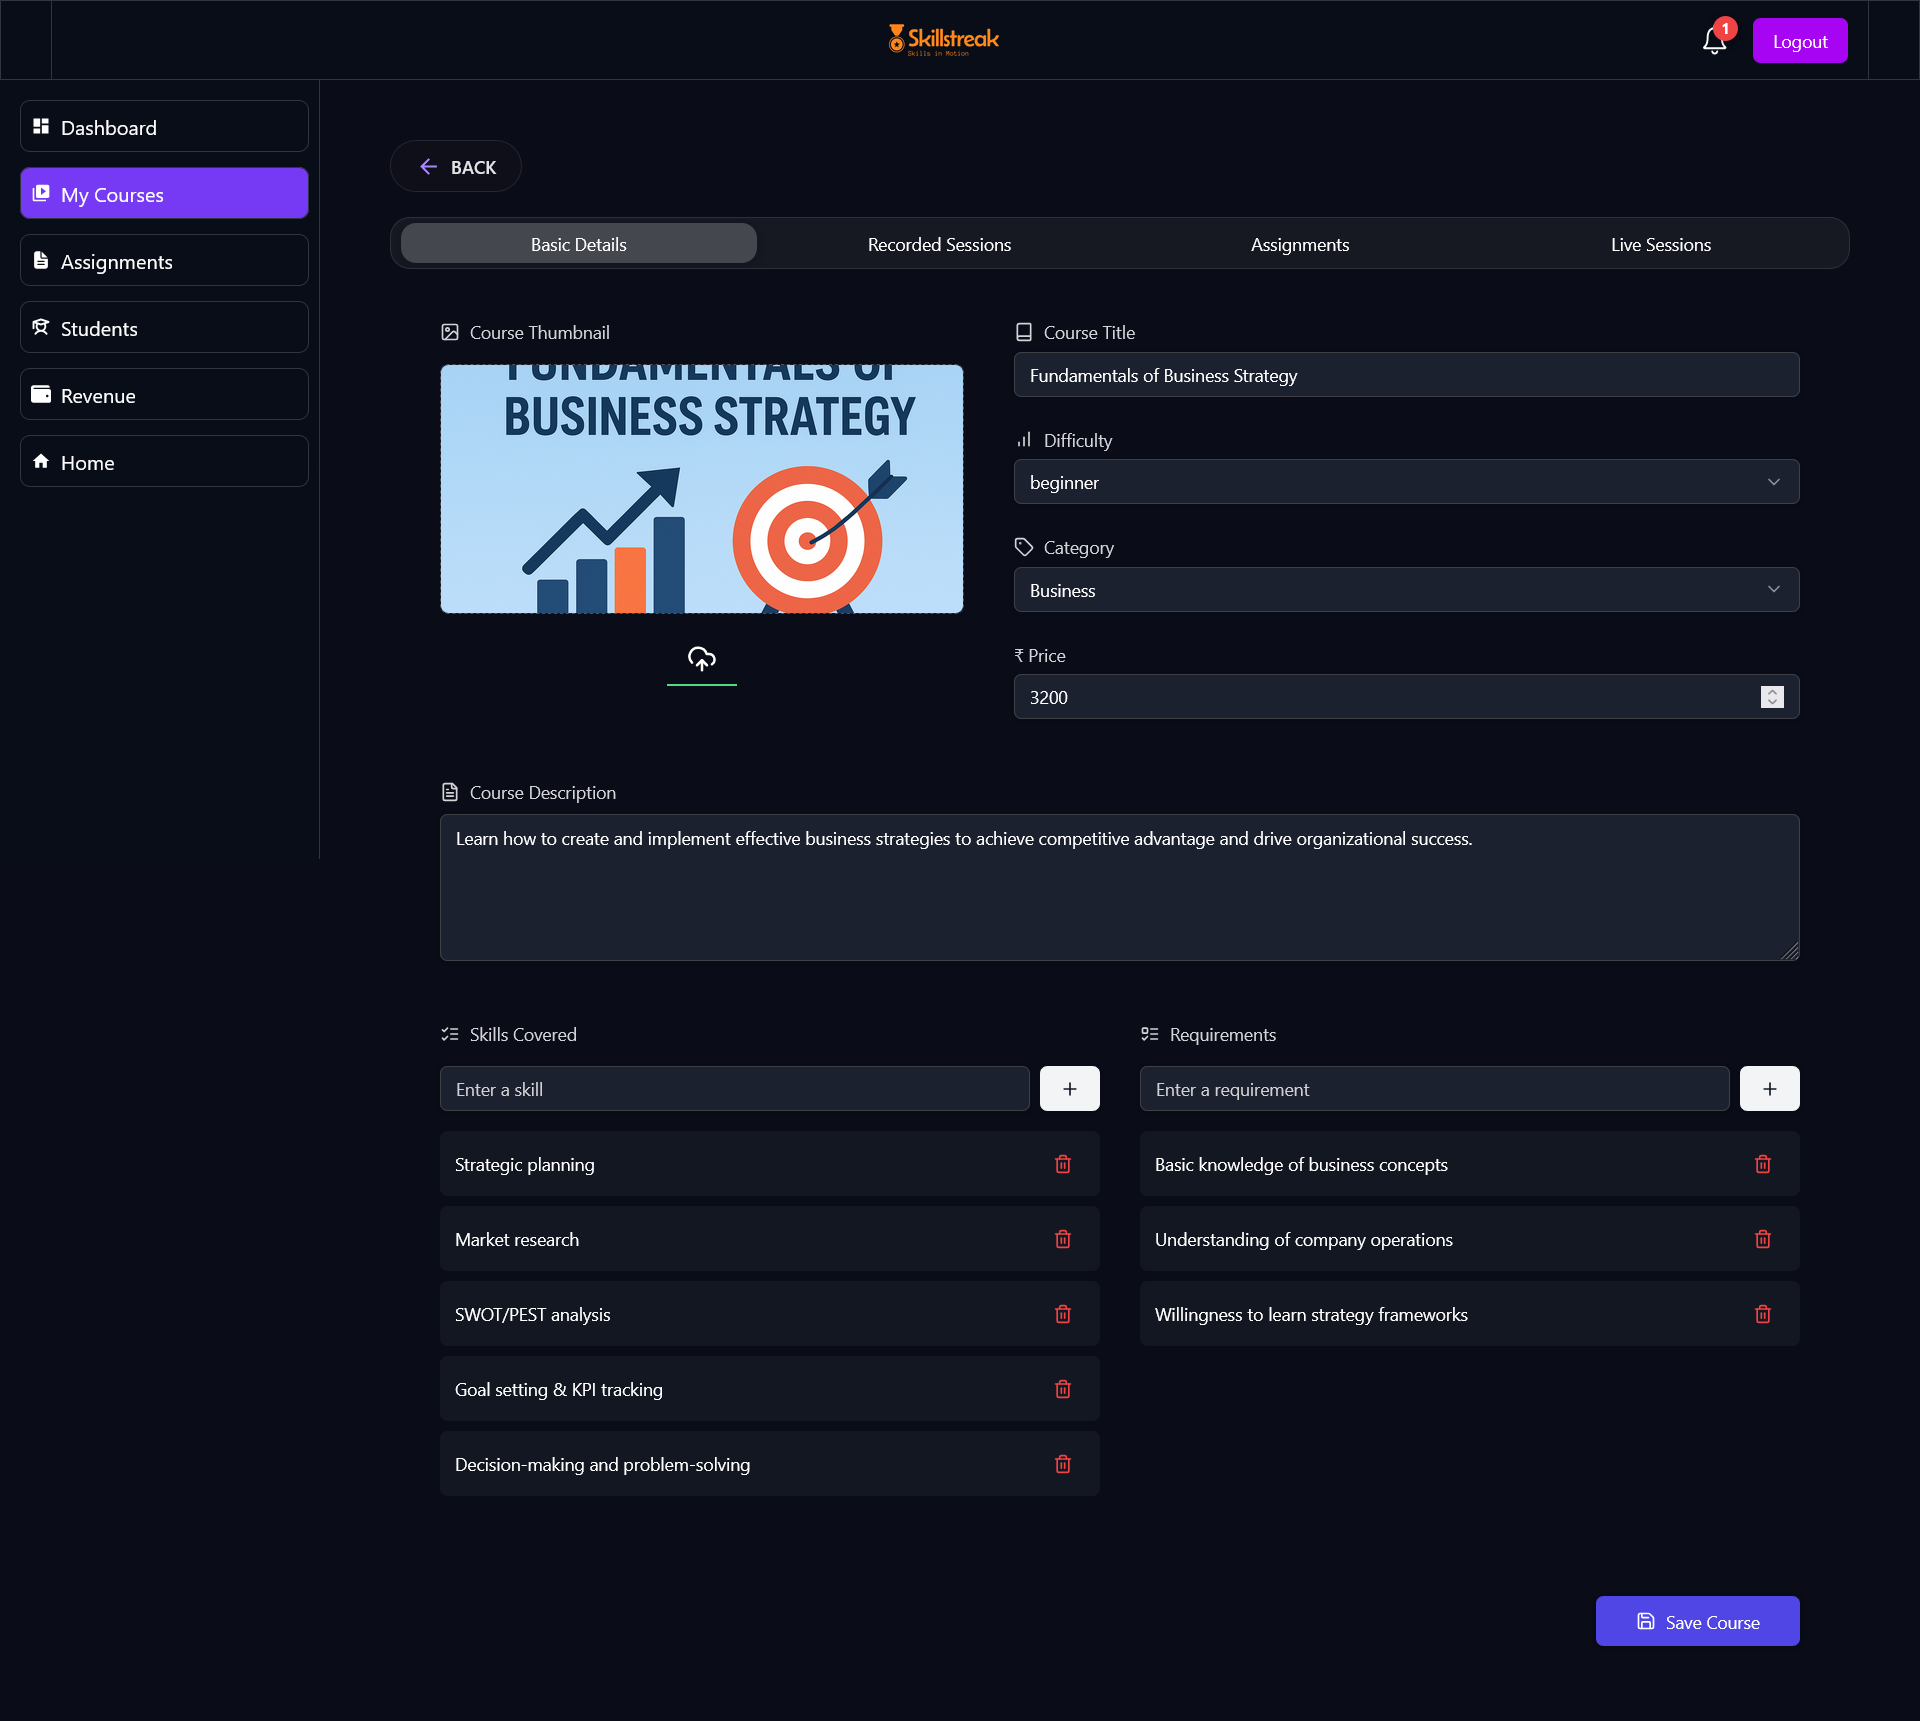 Skillstreak
Skills in Motion
1
Logout
Dashboard
My Courses
Assignments
Students
Revenue
Home
BACK
Basic Details
Recorded Sessions
Assignments
Live Sessions
Course Thumbnail
FUNDAMENTALS OF
BUSINESS STRATEGY
Course Title
Fundamentals of Business Strategy
Difficulty
beginner
Category
Business
₹ Price
3200
Course Description
Learn how to create and implement effective business strategies to achieve competitive advantage and drive organizational success.
Skills Covered
Enter a skill
+
Strategic planning
Market research
SWOT/PEST analysis
Goal setting & KPI tracking
Decision-making and problem-solving
Requirements
Enter a requirement
+
Basic knowledge of business concepts
Understanding of company operations
Willingness to learn strategy frameworks
Save Course